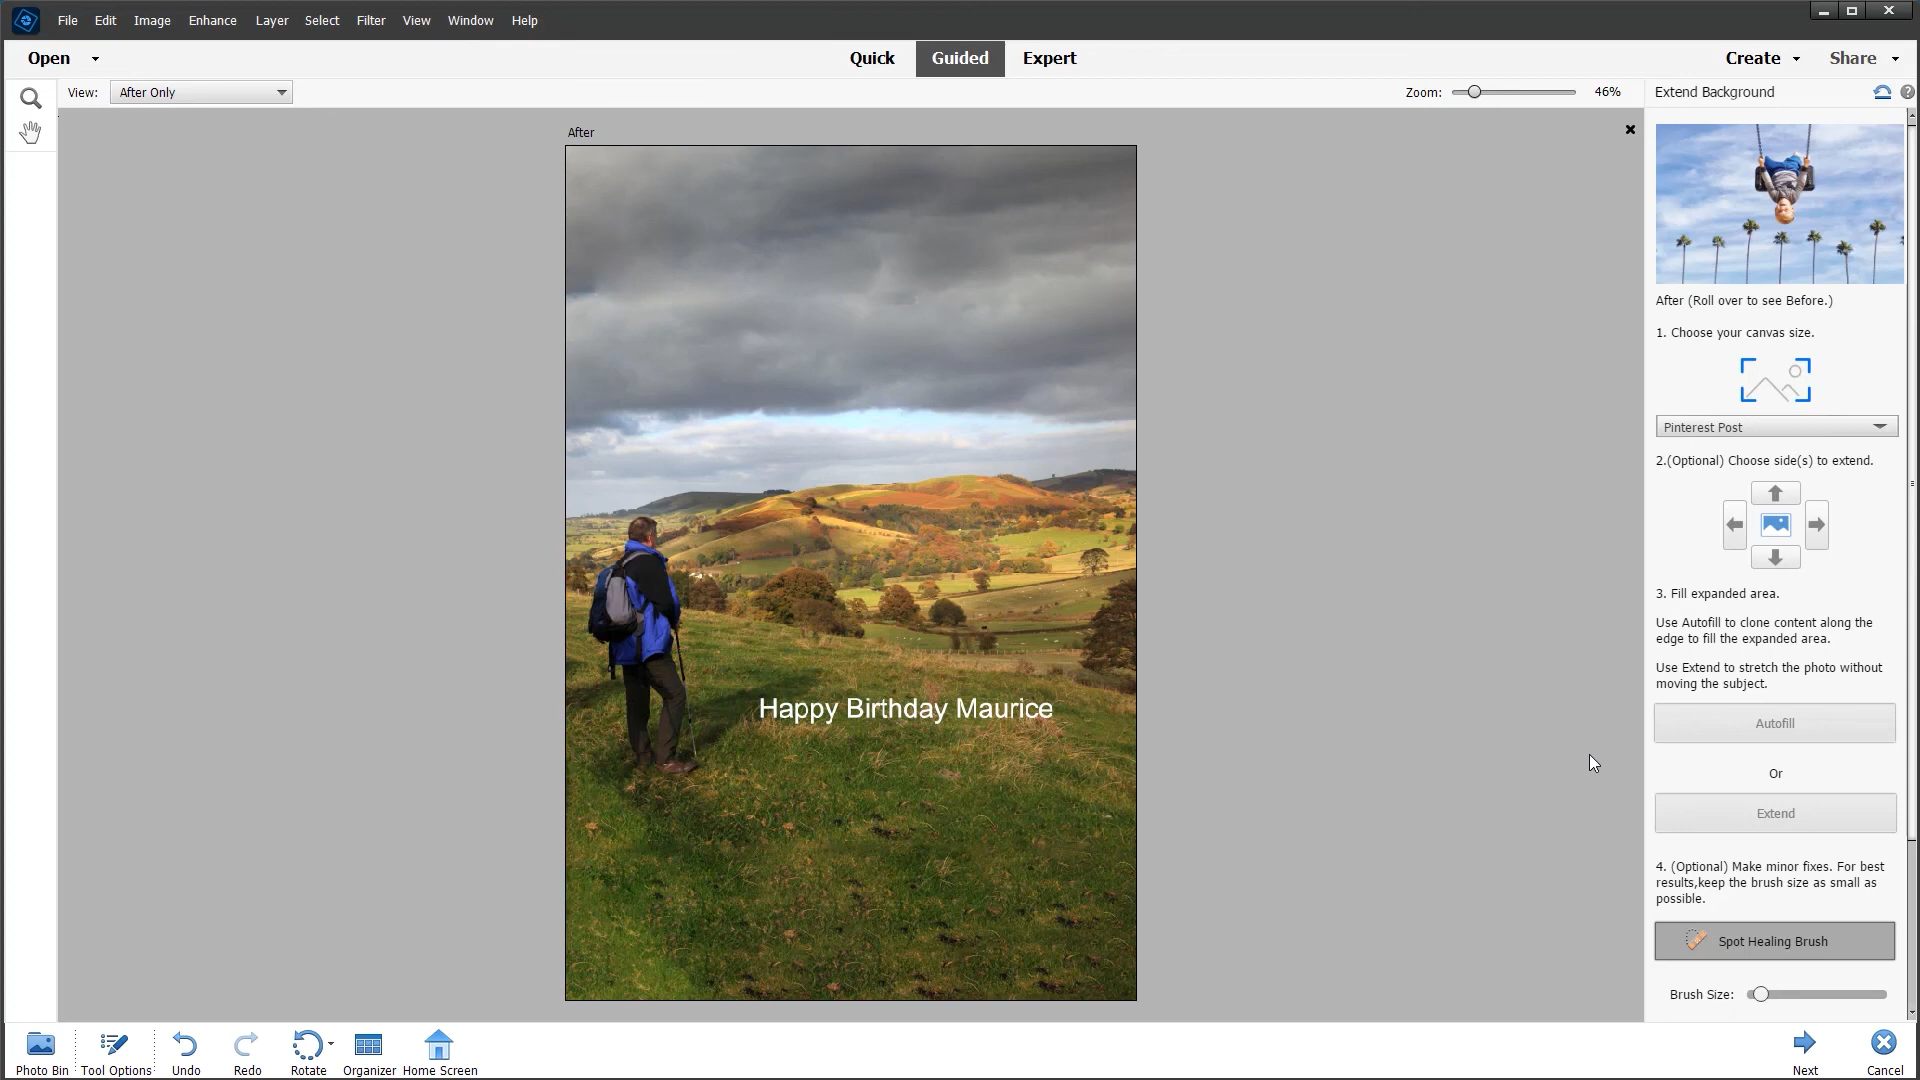 File Edit Image Enhance Layer Select Filter View Window Help
Open Quick Guided Expert Create Share
View: After Only Zoom: 46% Extend Background
After
After (Roll over to see Before.)
1. Choose your canvas size.
Pinterest Post
2.(Optional) Choose side(s) to extend.
3. Fill expanded area.
Use Autofill to clone content along the
edge to fill the expanded area.
Use Extend to stretch the photo without
moving the subject.
Happy Birthday Maurice
Autofill
Or
Extend
4. (Optional) Make minor fixes. For best
results,keep the brush size as small as
possible.
Spot Healing Brush
Brush Size:
Photo Bin Tool Options Undo Redo Rotate Organizer Home Screen Next Cancel